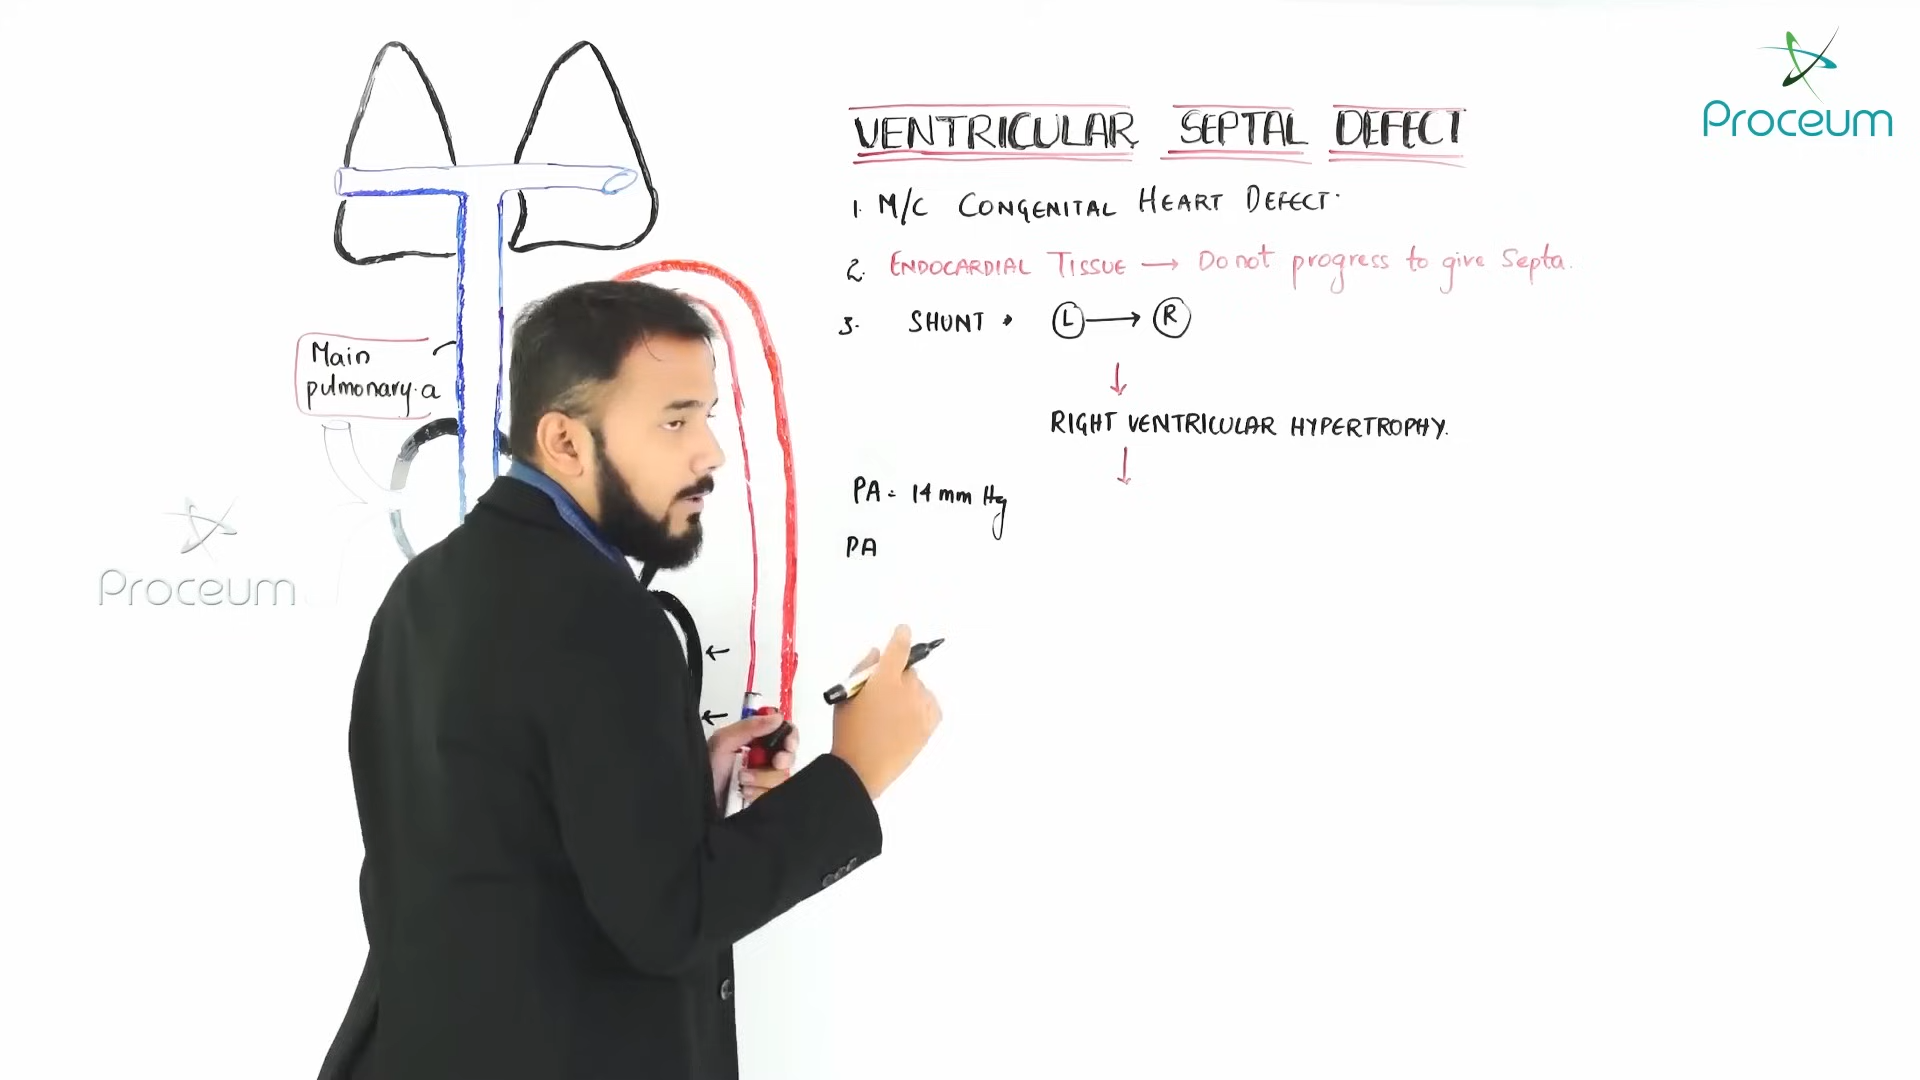 Proceum
VENTRICULAR SEPTAL DEFECT
1. M/C CONGENITAL HEART DEFECT.
2. ENDOCARDIAL TISSUE → Do not progress to give Septa.
3. SHUNT • L → R
↓
RIGHT VENTRICULAR HYPERTROPHY.
↓
PA = 14 mm Hg
PA
Main
pulmonary.a
Proceum